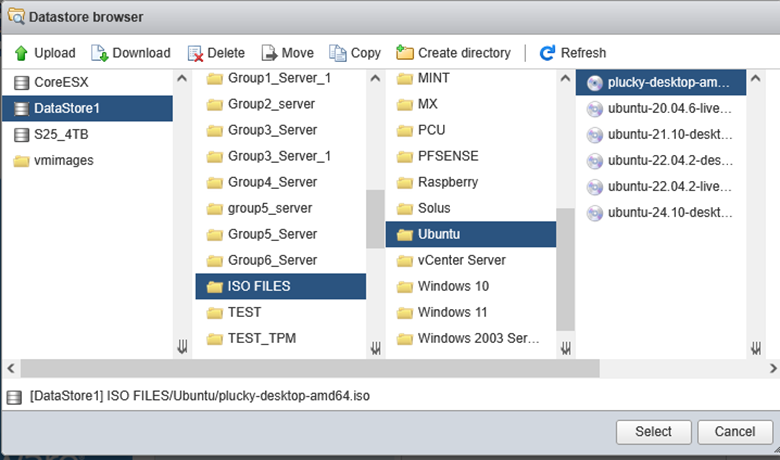 Datastore browser
Upload Download Delete Move Copy Create directory Refresh
CoreESX
DataStore1
S25_4TB
vmimages
Group1_Server_1
Group2_server
Group3_Server
Group3_Server_1
Group4_Server
group5_server
Group5_Server
Group6_Server
ISO FILES
TEST
TEST_TPM
MINT
MX
PCU
PFSENSE
Raspberry
Solus
Ubuntu
vCenter Server
Windows 10
Windows 11
Windows 2003 Ser...
plucky-desktop-am...
ubuntu-20.04.6-live...
ubuntu-21.10-deskt...
ubuntu-22.04.2-des...
ubuntu-22.04.2-live...
ubuntu-24.10-deskt...
[DataStore1] ISO FILES/Ubuntu/plucky-desktop-amd64.iso
Select Cancel